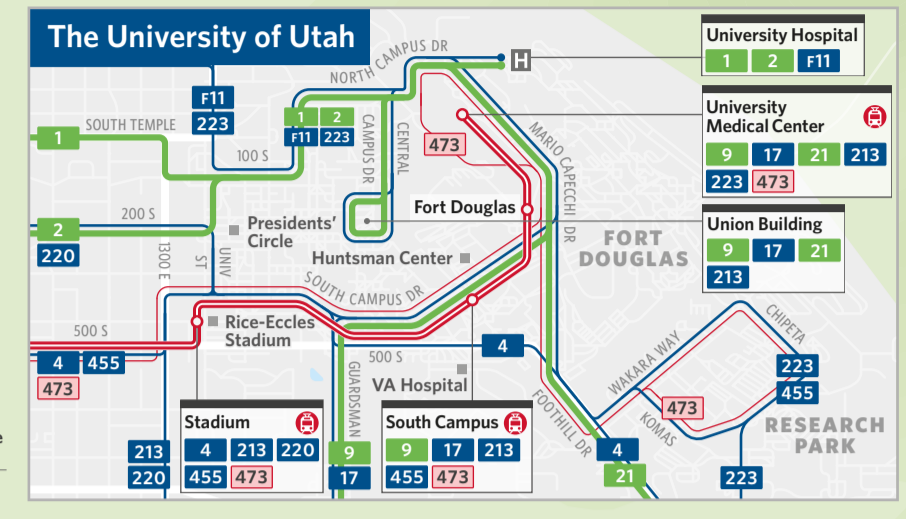 The University of Utah
NORTH CAMPUS DR
H
University Hospital
1 2 F11
F11
223
1
SOUTH TEMPLE
100 S
1 2
F11 223
CAMPUS DR
CENTRAL
473
MARIO CAPECCHI DR
University
Medical Center
9 17 21 213
223 473
200 S
2
220
Presidents'
Circle
Fort Douglas
Huntsman Center
FORT
DOUGLAS
Union Building
9 17 21
213
1300 E
UNIV
ST
SOUTH CAMPUS DR
500 S
Rice-Eccles
Stadium
4 455
473
500 S
4
VA Hospital
GUARDSMAN
WAKARA WAY
CHIPETA
223
455
473
KOMAS
RESEARCH
PARK
FOOTHILL DR
Stadium
4 213 220
455 473
South Campus
9 17 213
455 473
213
220
9
17
4
21
223
e